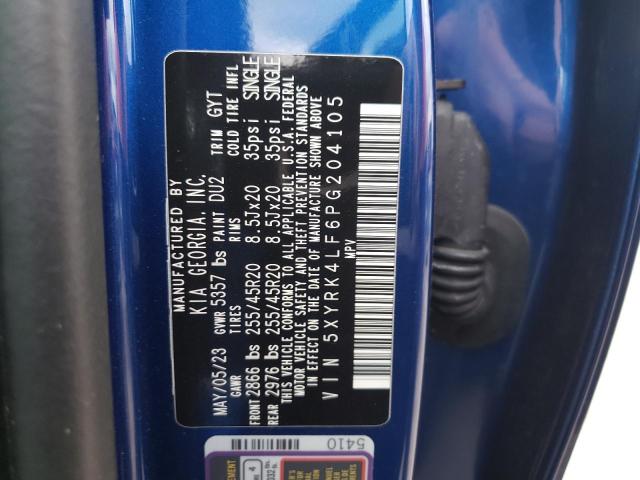 MANUFACTURED BY
KIA GEORGIA, INC.
MAY/05/23 GVWR 5357 lbs PAINT DU2 TRIM GYT
GAWR TIRES RIMS COLD TIRE INFL
FRONT 2866 lbs 255/45R20 8.5Jx20 35psi SINGLE
REAR 2976 lbs 255/45R20 8.5Jx20 35psi SINGLE
THIS VEHICLE CONFORMS TO ALL APPLICABLE U.S.A. FEDERAL
MOTOR VEHICLE SAFETY AND THEFT PREVENTION STANDARDS
IN EFFECT ON THE DATE OF MANUFACTURE SHOWN ABOVE
VIN 5XYRK4LF6PG204105
MPV
5410
4